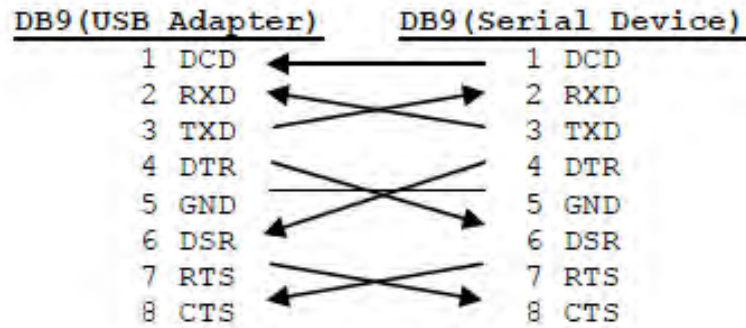 DB9(USB Adapter) DB9(Serial Device)
1 DCD 1 DCD
2 RXD 2 RXD
3 TXD 3 TXD
4 DTR 4 DTR
5 GND 5 GND
6 DSR 6 DSR
7 RTS 7 RTS
8 CTS 8 CTS